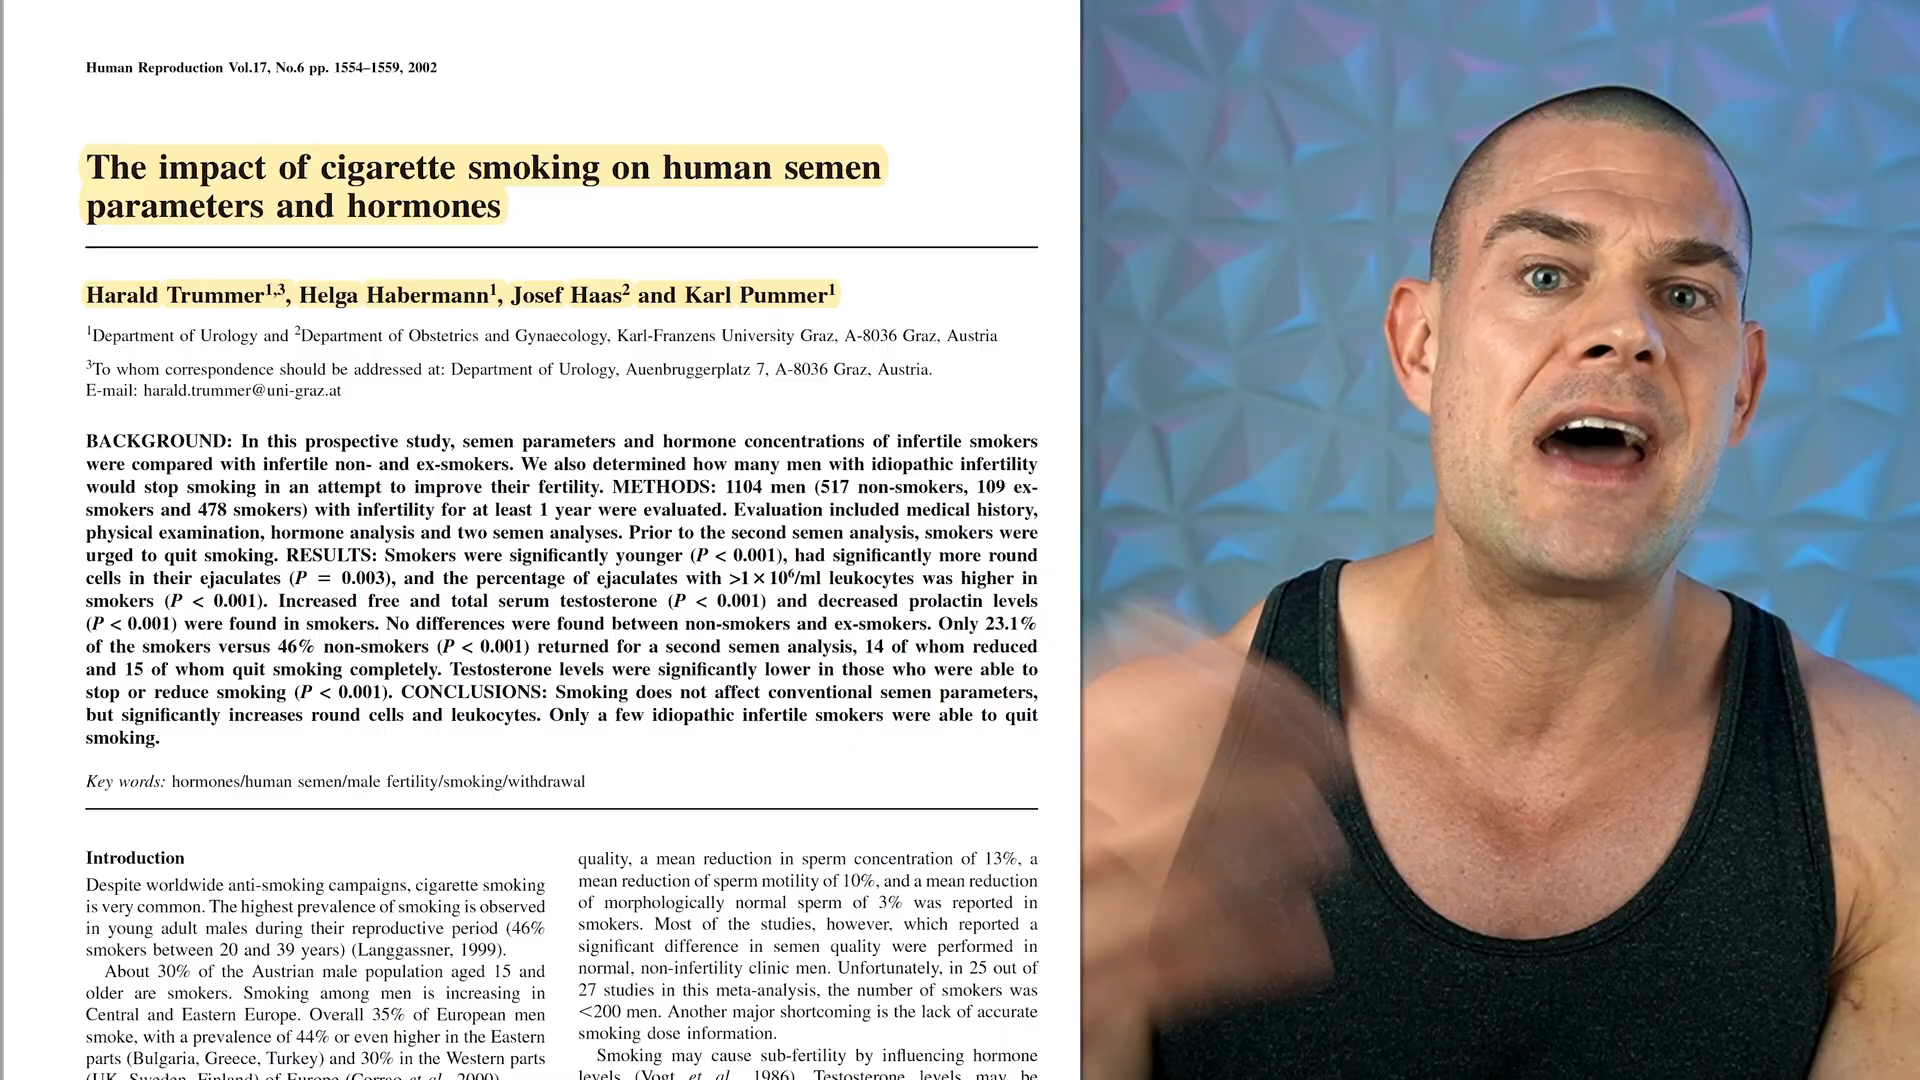 Human Reproduction Vol.17, No.6 pp. 1554–1559, 2002
The impact of cigarette smoking on human semen
parameters and hormones
Harald Trummer1,3, Helga Habermann1, Josef Haas2 and Karl Pummer1
1Department of Urology and 2Department of Obstetrics and Gynaecology, Karl-Franzens University Graz, A-8036 Graz, Austria
3To whom correspondence should be addressed at: Department of Urology, Auenbruggerplatz 7, A-8036 Graz, Austria.
E-mail: harald.trummer@uni-graz.at
BACKGROUND: In this prospective study, semen parameters and hormone concentrations of infertile smokers
were compared with infertile non- and ex-smokers. We also determined how many men with idiopathic infertility
would stop smoking in an attempt to improve their fertility. METHODS: 1104 men (517 non-smokers, 109 ex-
smokers and 478 smokers) with infertility for at least 1 year were evaluated. Evaluation included medical history,
physical examination, hormone analysis and two semen analyses. Prior to the second semen analysis, smokers were
urged to quit smoking. RESULTS: Smokers were significantly younger (P < 0.001), had significantly more round
cells in their ejaculates (P = 0.003), and the percentage of ejaculates with >1×10⁶/ml leukocytes was higher in
smokers (P < 0.001). Increased free and total serum testosterone (P < 0.001) and decreased prolactin levels
(P < 0.001) were found in smokers. No differences were found between non-smokers and ex-smokers. Only 23.1%
of the smokers versus 46% non-smokers (P < 0.001) returned for a second semen analysis, 14 of whom reduced
and 15 of whom quit smoking completely. Testosterone levels were significantly lower in those who were able to
stop or reduce smoking (P < 0.001). CONCLUSIONS: Smoking does not affect conventional semen parameters,
but significantly increases round cells and leukocytes. Only a few idiopathic infertile smokers were able to quit
smoking.
Key words: hormones/human semen/male fertility/smoking/withdrawal
Introduction
Despite worldwide anti-smoking campaigns, cigarette smoking
is very common. The highest prevalence of smoking is observed
in young adult males during their reproductive period (46%
smokers between 20 and 39 years) (Langgassner, 1999).
About 30% of the Austrian male population aged 15 and
older are smokers. Smoking among men is increasing in
Central and Eastern Europe. Overall 35% of European men
smoke, with a prevalence of 44% or even higher in the Eastern
parts (Bulgaria, Greece, Turkey) and 30% in the Western parts
(UK, Sweden, Finland) of Europe (Corrao et al., 2000).
quality, a mean reduction in sperm concentration of 13%, a
mean reduction of sperm motility of 10%, and a mean reduction
of morphologically normal sperm of 3% was reported in
smokers. Most of the studies, however, which reported a
significant difference in semen quality were performed in
normal, non-infertility clinic men. Unfortunately, in 25 out of
27 studies in this meta-analysis, the number of smokers was
<200 men. Another major shortcoming is the lack of accurate
smoking dose information.
Smoking may cause sub-fertility by influencing hormone
levels (Vogt et al., 1986). Testosterone levels may be